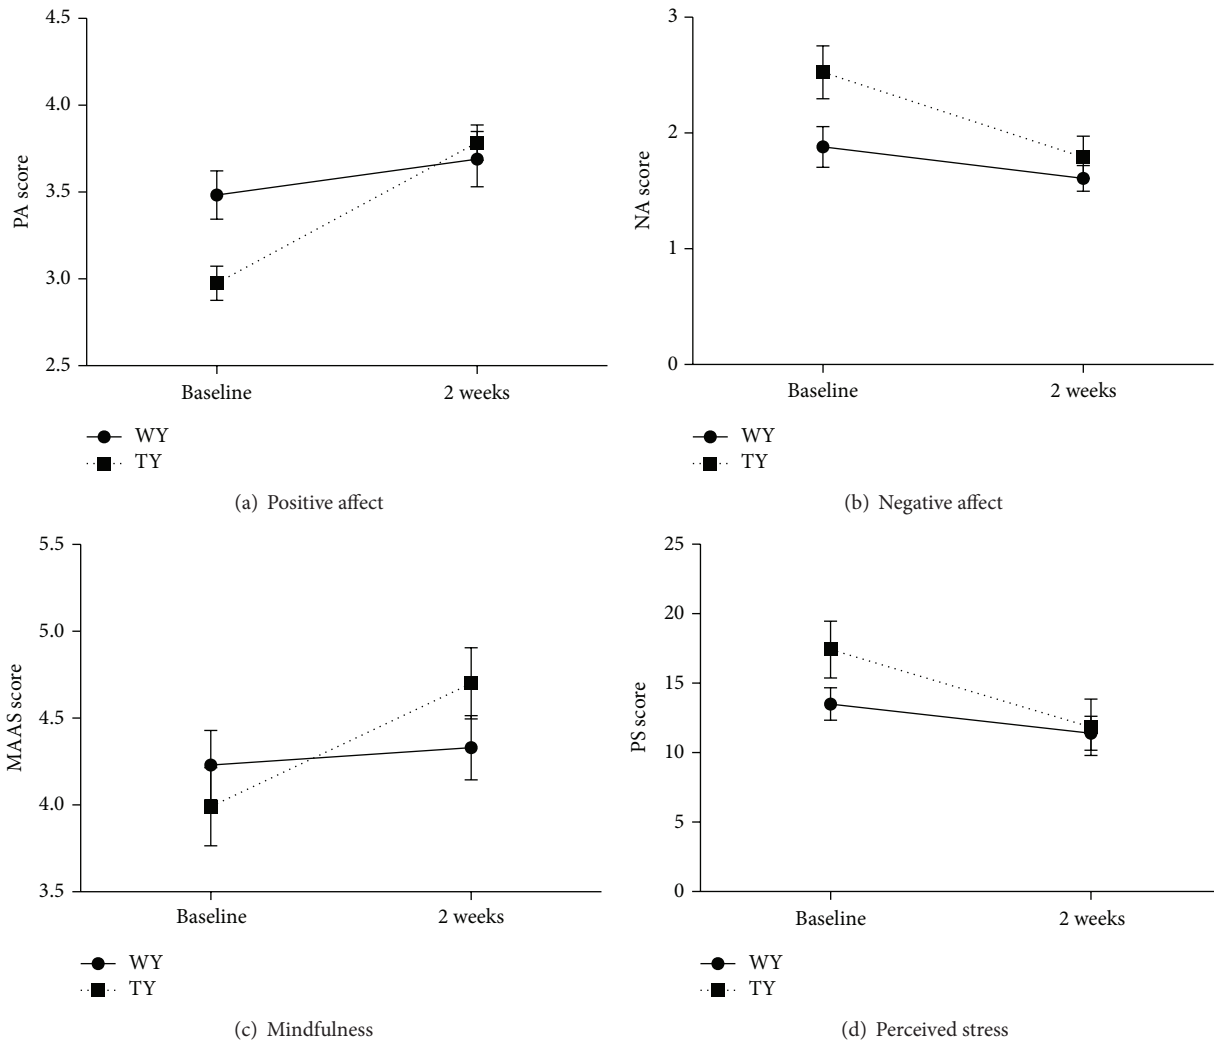 4.5
4.0
3.5
3.0
2.5
PA score
Baseline 2 weeks
WY
TY
(a) Positive affect
3
2
1
0
NA score
Baseline 2 weeks
WY
TY
(b) Negative affect
5.5
5.0
4.5
4.0
3.5
MAAS score
Baseline 2 weeks
WY
TY
(c) Mindfulness
25
20
15
10
5
0
PS score
Baseline 2 weeks
WY
TY
(d) Perceived stress